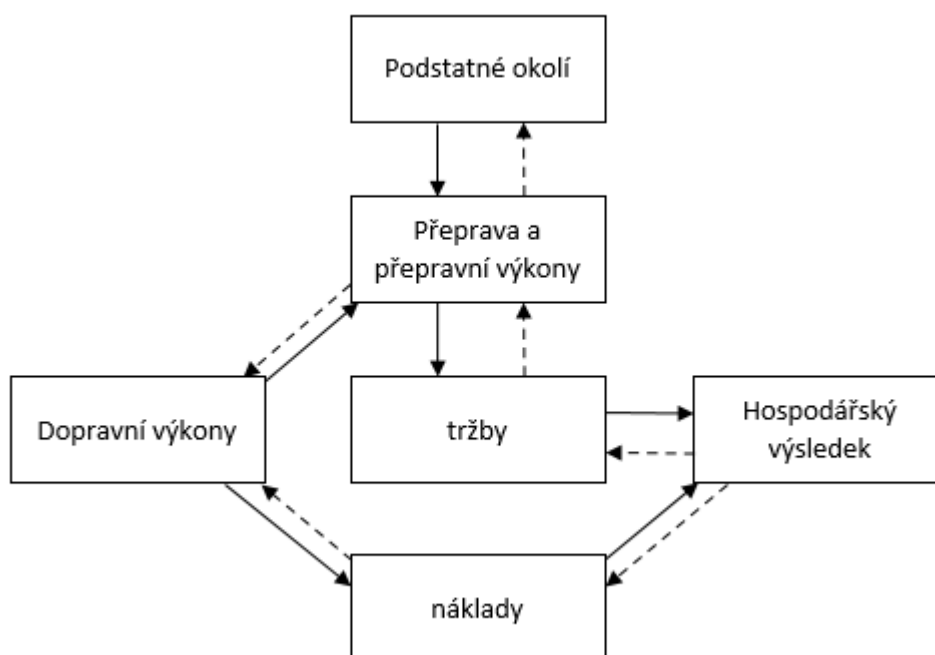 Podstatné okolí
Přeprava a
přepravní výkony
Dopravní výkony
tržby
Hospodářský
výsledek
náklady